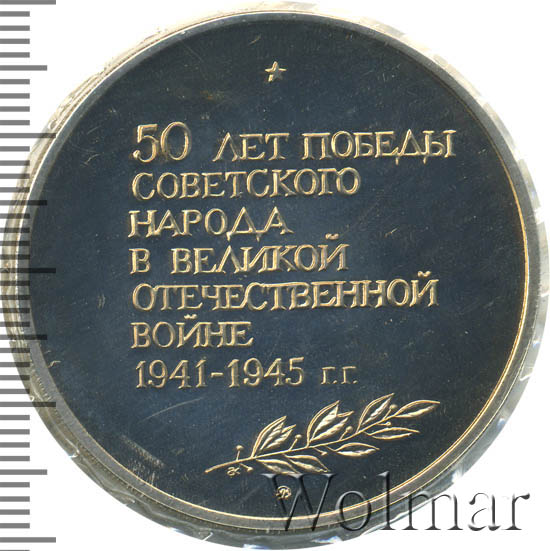 50 ЛЕТ ПОБЕДЫ
СОВЕТСКОГО
НАРОДА
В ВЕЛИКОЙ
ОТЕЧЕСТВЕННОЙ
ВОЙНЕ
1941-1945 г.г.
Wolmar